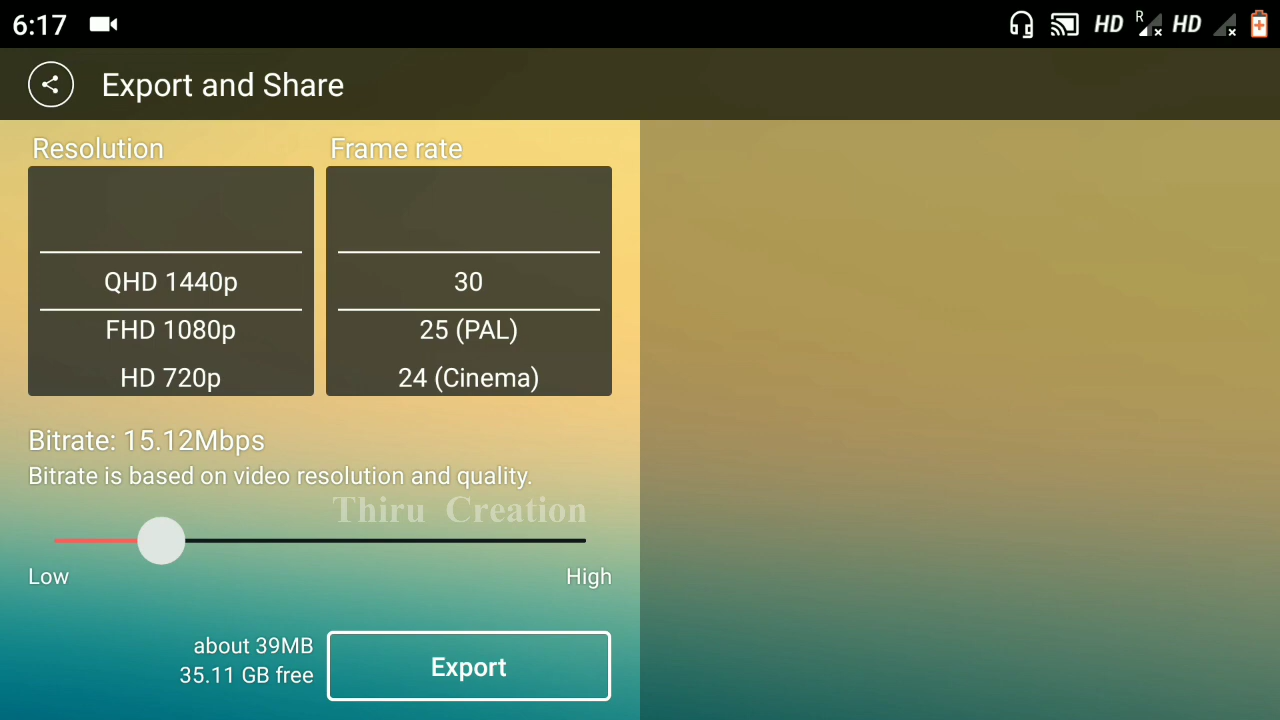 6:17 HD R HD
Export and Share
Resolution Frame rate
QHD 1440p 30
FHD 1080p 25 (PAL)
HD 720p 24 (Cinema)
Bitrate: 15.12Mbps
Bitrate is based on video resolution and quality.
Thiru Creation
Low High
about 39MB
35.11 GB free
Export